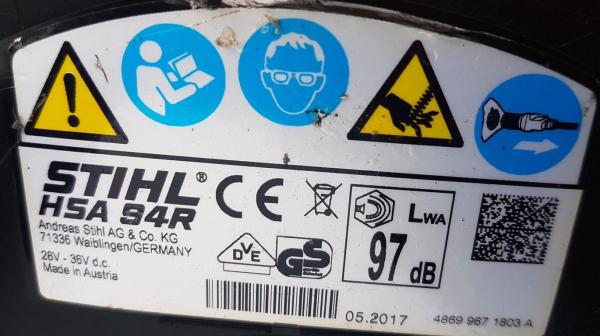 STIHL®
HSA 94R
Andreas Stihl AG & Co. KG
71336 Waiblingen/GERMANY
28V - 36V d.c.
Made in Austria
CE
DVE
GS
LWA
97 dB
05.2017
4869 967 1803 A